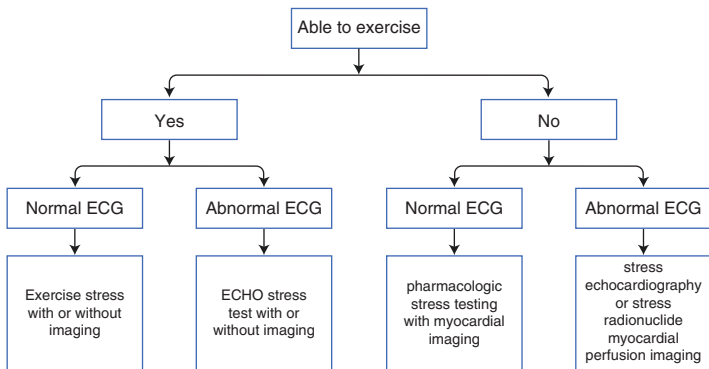 Able to exercise
Yes
No
Normal ECG
Abnormal ECG
Normal ECG
Abnormal ECG
Exercise stress
with or without
imaging
ECHO stress
test with or
without imaging
pharmacologic
stress testing
with myocardial
imaging
stress
echocardiography
or stress
radionuclide
myocardial
perfusion imaging